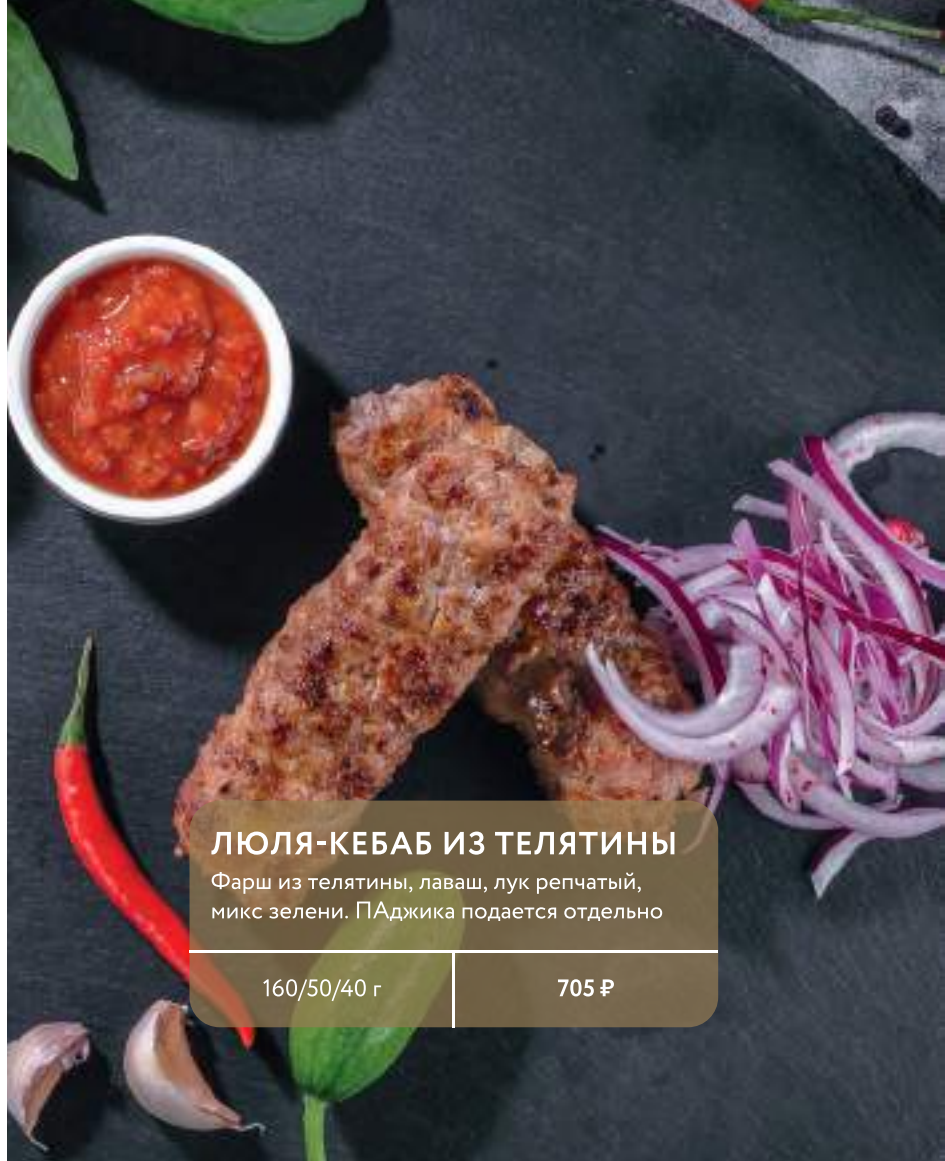 ЛЮЛЯ-КЕБАБ ИЗ ТЕЛЯТИНЫ
Фарш из телятины, лаваш, лук репчатый,
микс зелени. ПАджика подается отдельно
160/50/40 г
705 ₽